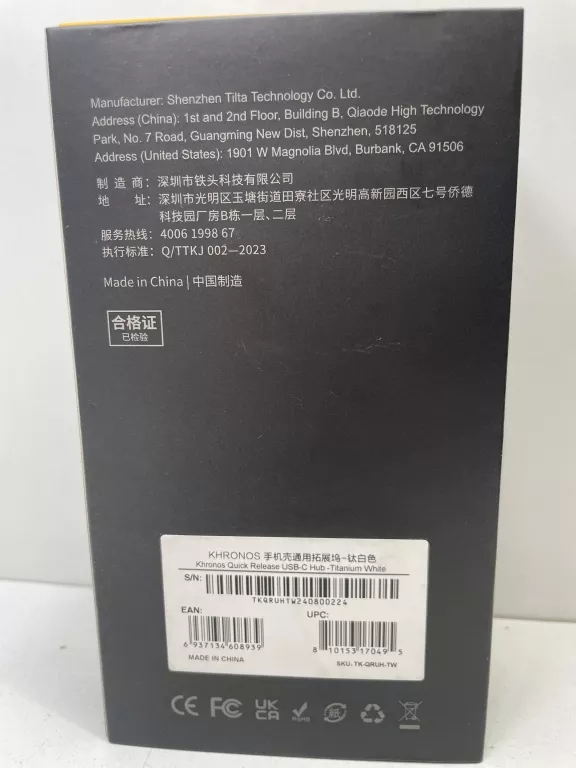 Manufacturer: Shenzhen Tilta Technology Co. Ltd.
Address (China): 1st and 2nd Floor, Building B, Qiaode High Technology
Park, No. 7 Road, Guangming New Dist, Shenzhen, 518125
Address (United States): 1901 W Magnolia Blvd, Burbank, CA 91506
制 造 商：深圳市铁头科技有限公司
地 址：深圳市光明区玉塘街道田寮社区光明高新园西区七号侨德
科技园厂房B栋一层、二层
服务热线：4006 1998 67
执行标准：Q/TTKJ 002—2023
Made in China | 中国制造
合格证
已检验
KHRONOS 手机壳通用拓展坞-钛白色
Khronos Quick Release USB-C Hub -Titanium White
S/N:
TKQRUHTW240800224
EAN:
UPC:
6 937134 608939
8 10153 17049 5
MADE IN CHINA
SKU: TK-QRUH-TW
CE FC UK CA RoHS 紙